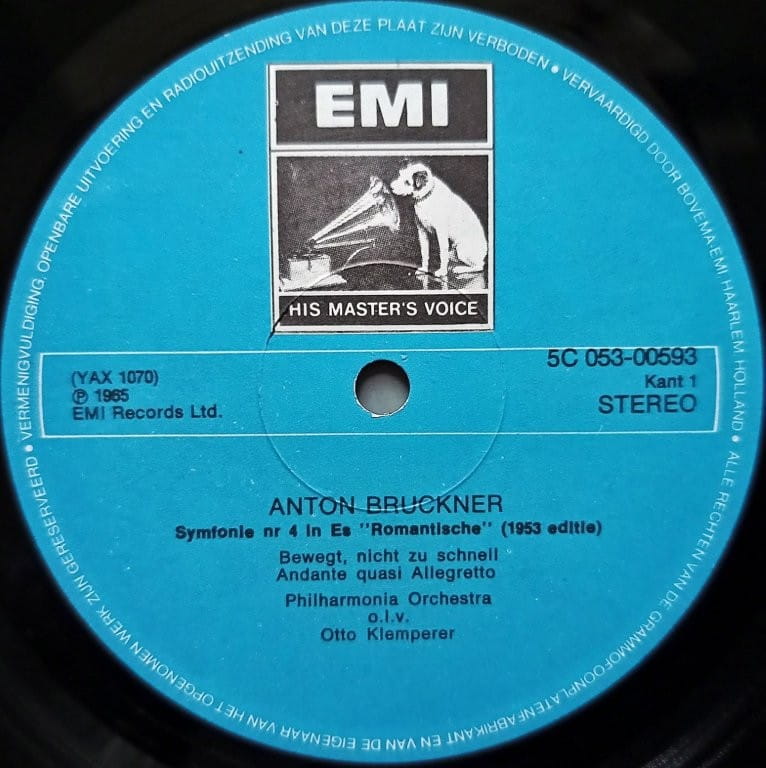 EMI
HIS MASTER'S VOICE
(YAX 1070)
℗ 1965
EMI Records Ltd.
5C 053-00593
Kant 1
STEREO
ANTON BRUCKNER
Symfonie nr 4 in Es "Romantische" (1953 editie)
Bewegt, nicht zu schnell
Andante quasi Allegretto
Philharmonia Orchestra
o.l.v.
Otto Klemperer
VERVAARDIGD DOOR BOVEMA-EMI HAARLEM HOLLAND • ALLE RECHTEN VAN DE GRAMMOFOONPLATENFABRIKANT EN VAN DE EIGENAAR VAN HET OPGENOMEN WERK ZIJN GERESERVEERD • VERMENIGVULDIGING, OPENBARE UITVOERING EN RADIOUITZENDING VAN DEZE PLAAT ZIJN VERBODEN •